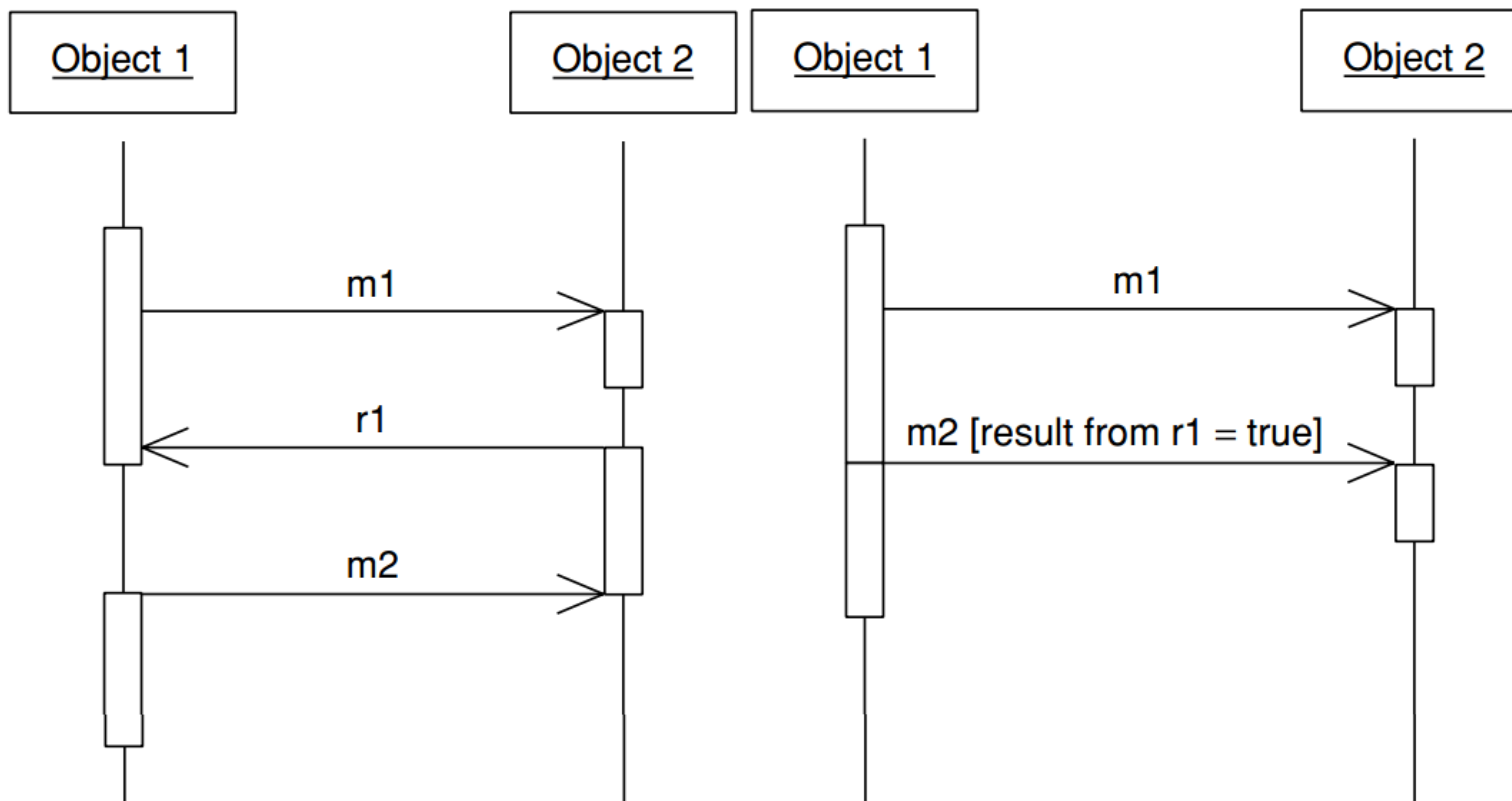 Object 1
Object 2
m1
r1
m2
Object 1
Object 2
m1
m2 [result from r1 = true]